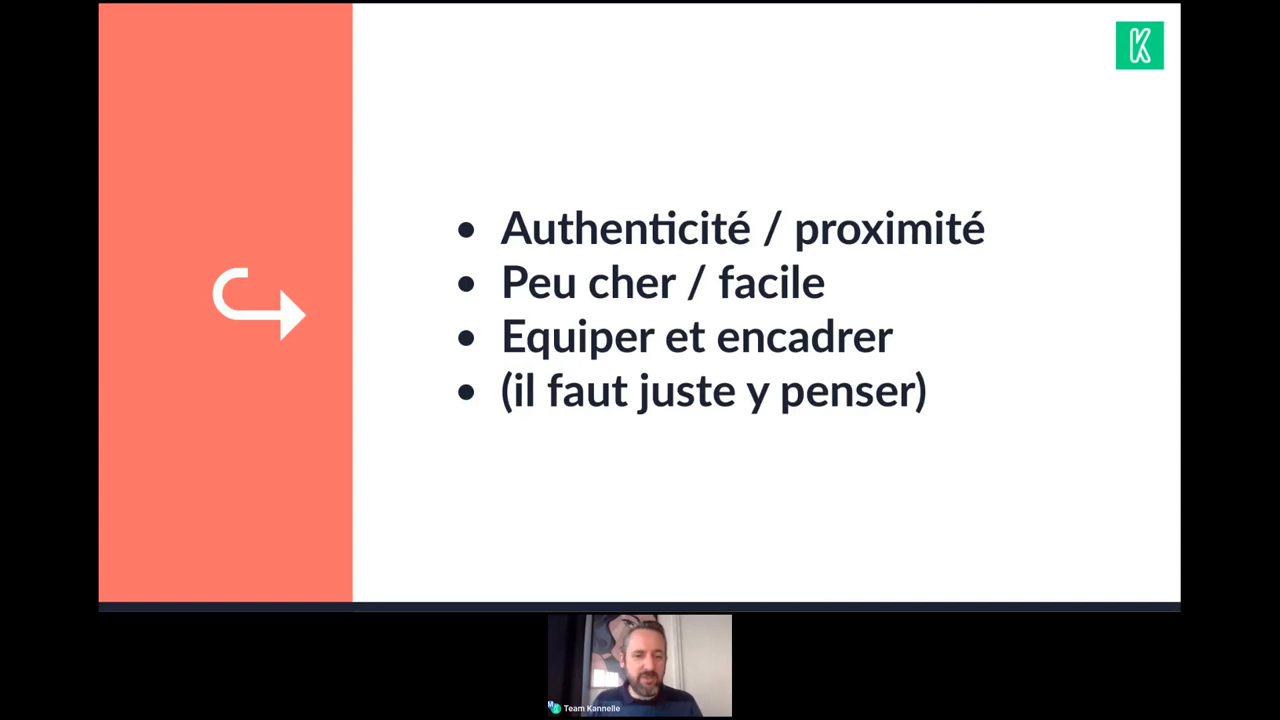 K
• Authenticité / proximité
• Peu cher / facile
• Equiper et encadrer
• (il faut juste y penser)
Team Kannelle